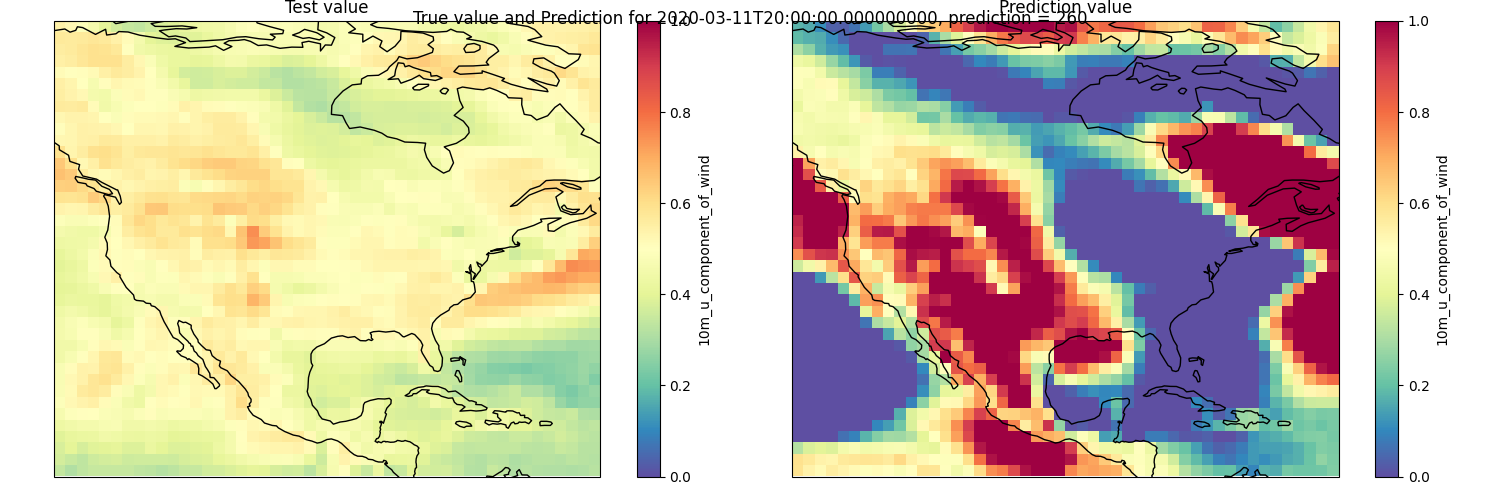 Test value
Prediction value
True value and Prediction for 2020-03-11T20:00:00.000000000, prediction = 260
1.0
0.8
0.6
0.4
0.2
0.0
10m_u_component_of_wind
1.0
0.8
0.6
0.4
0.2
0.0
10m_u_component_of_wind